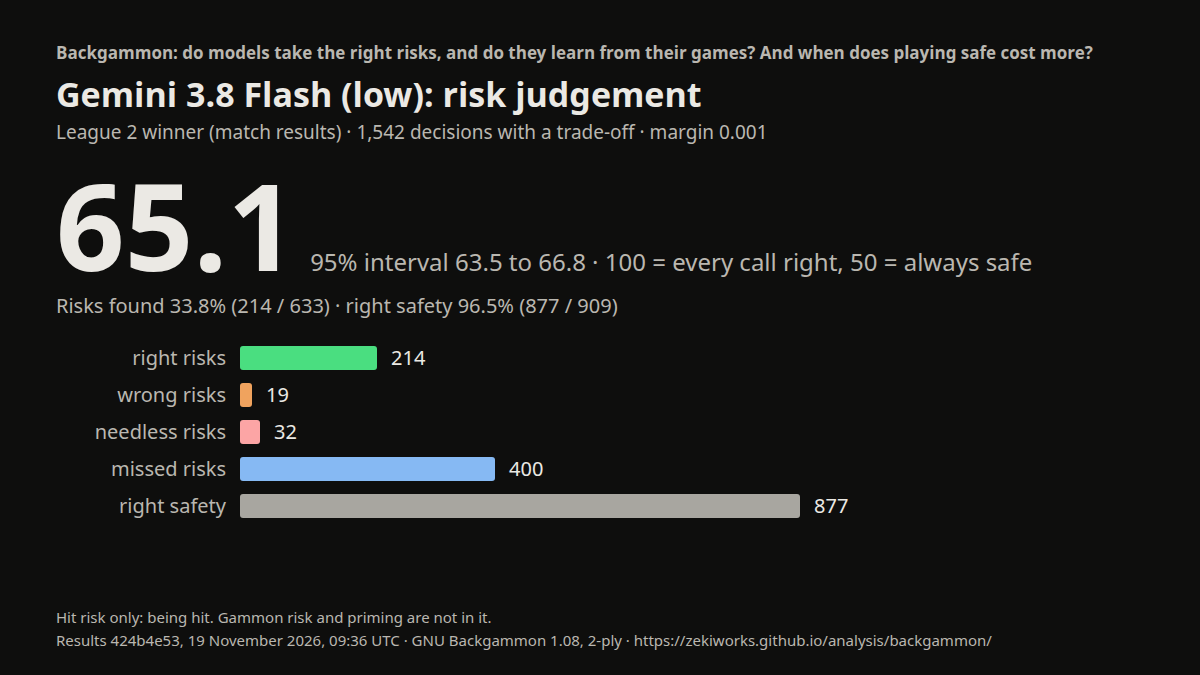 Backgammon: do models take the right risks, and do they learn from their games? And when does playing safe cost more?
Gemini 3.8 Flash (low): risk judgement
League 2 winner (match results) · 1,542 decisions with a trade-off · margin 0.001
65.1 95% interval 63.5 to 66.8 · 100 = every call right, 50 = always safe
Risks found 33.8% (214 / 633) · right safety 96.5% (877 / 909)
right risks 214
wrong risks 19
needless risks 32
missed risks 400
right safety 877
Hit risk only: being hit. Gammon risk and priming are not in it.
Results 424b4e53, 19 November 2026, 09:36 UTC · GNU Backgammon 1.08, 2-ply · https://zekiworks.github.io/analysis/backgammon/